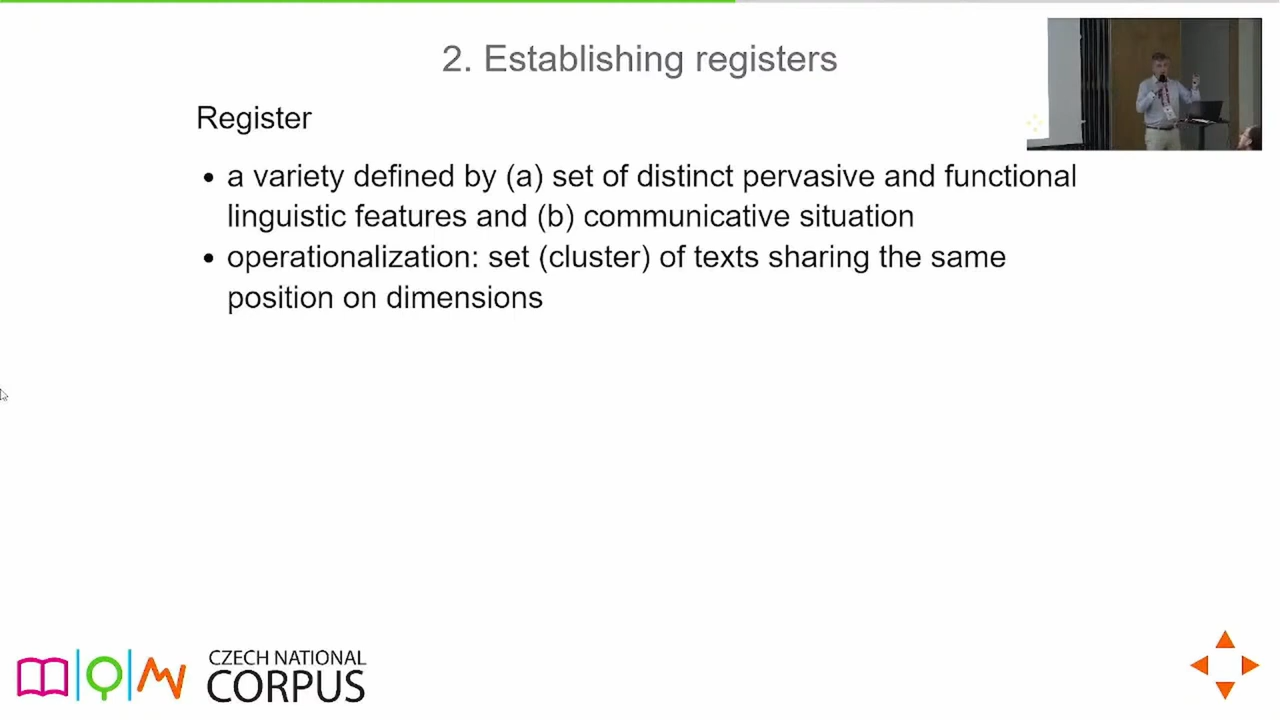 2. Establishing registers
Register
• a variety defined by (a) set of distinct pervasive and functional
linguistic features and (b) communicative situation
• operationalization: set (cluster) of texts sharing the same
position on dimensions
CZECH NATIONAL
CORPUS